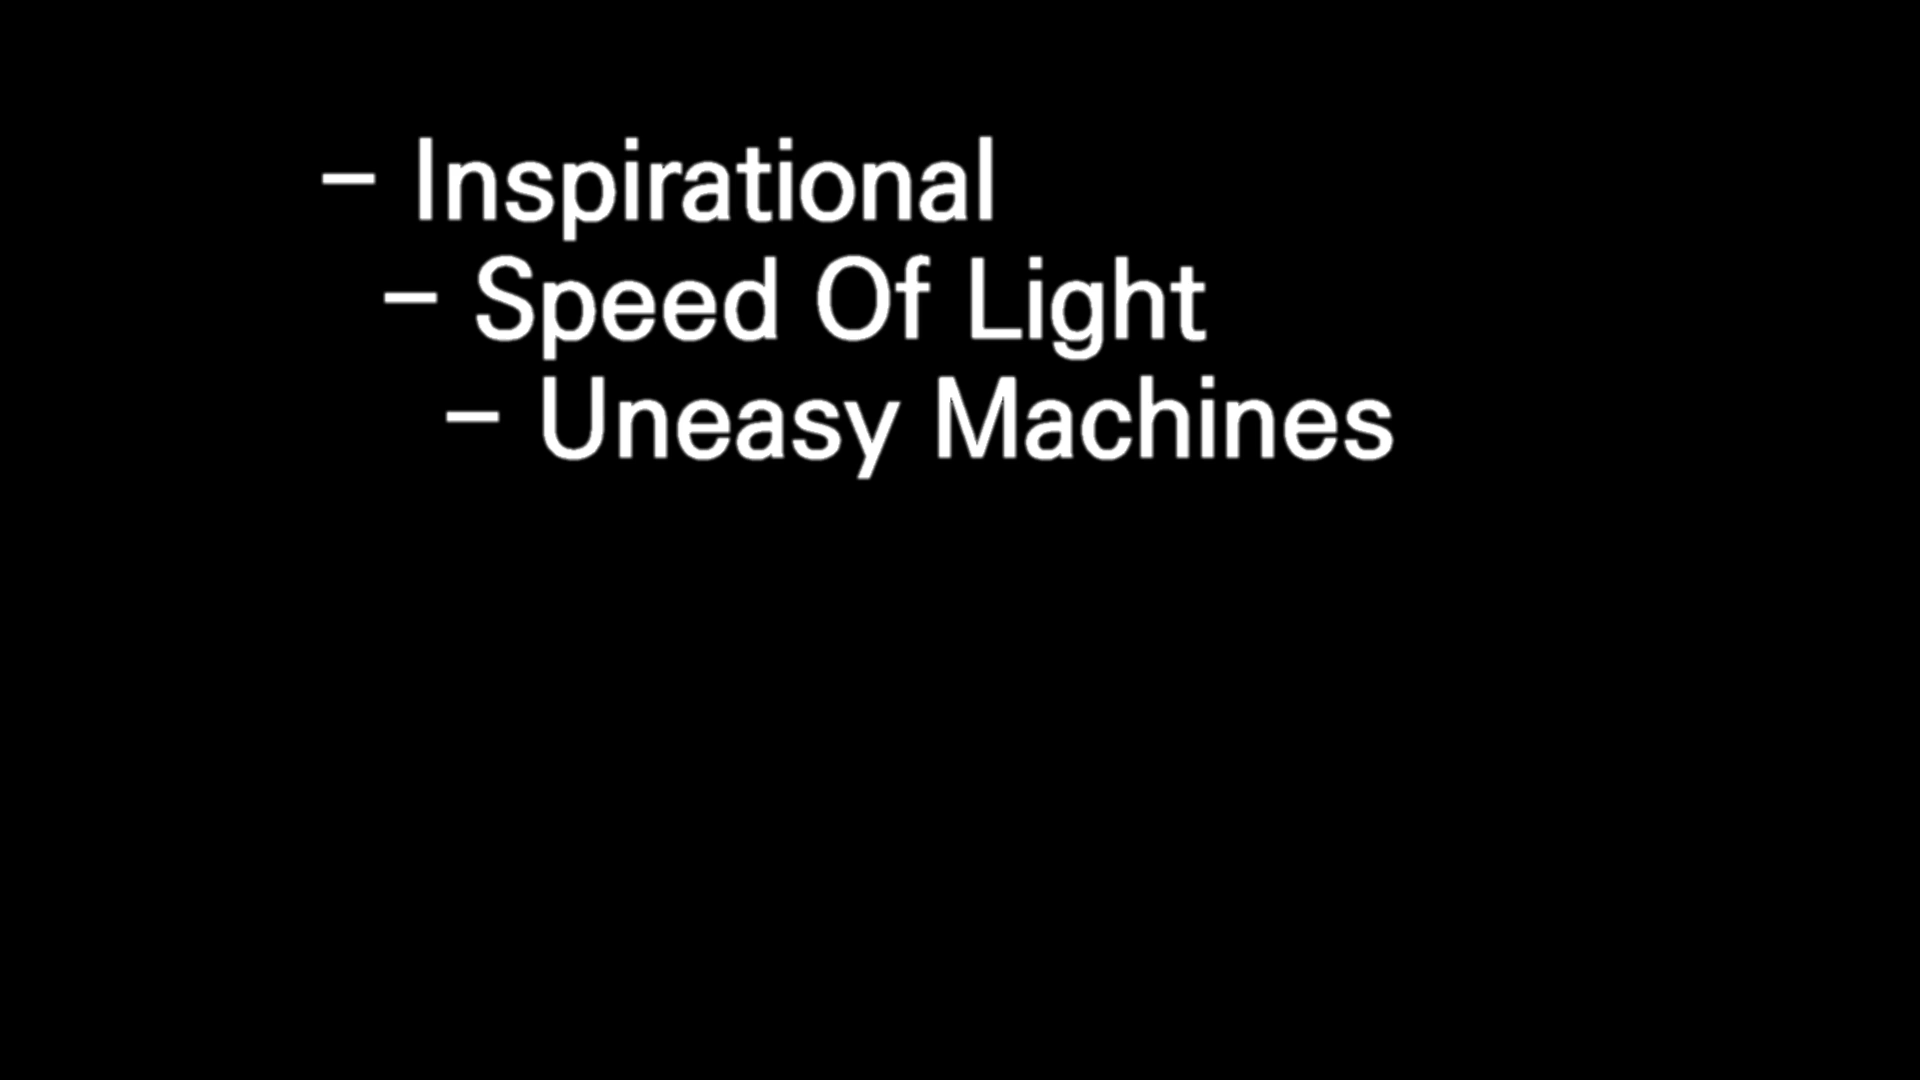 – Inspirational
– Speed Of Light
– Uneasy Machines